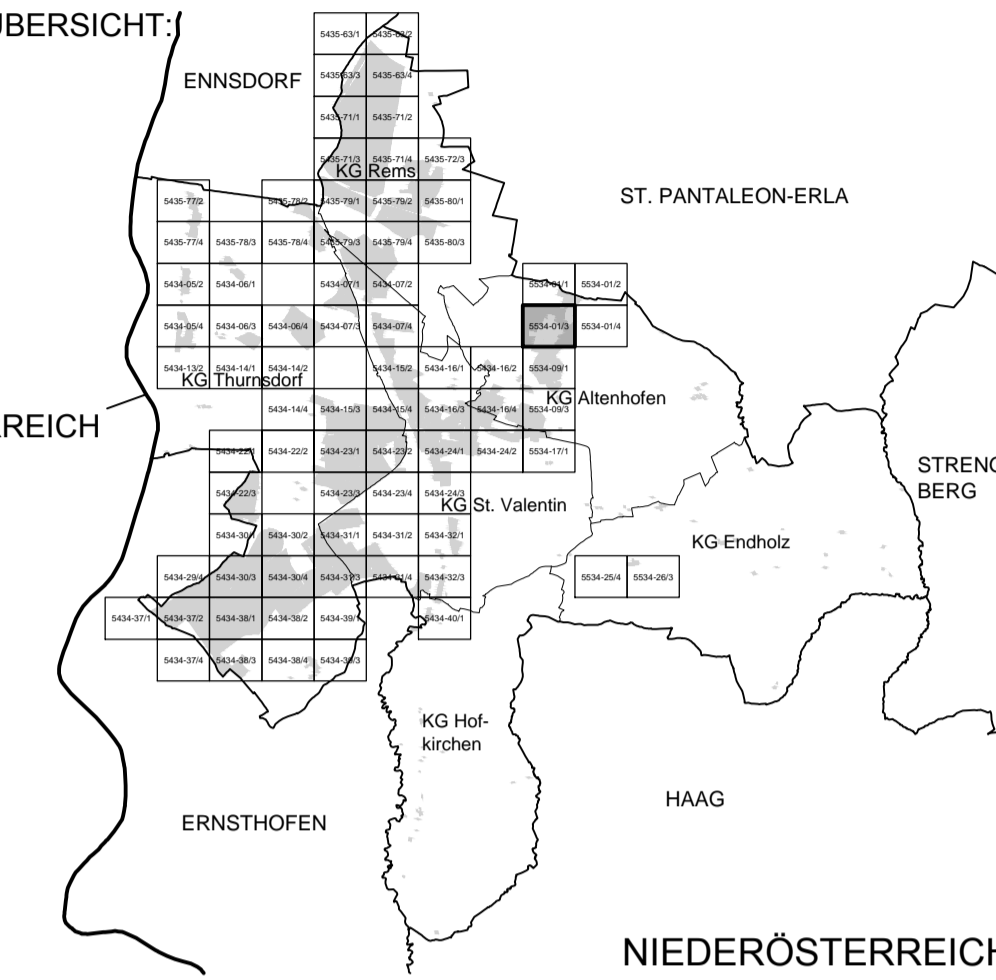 ÜBERSICHT:
5435-63/1 5435-63/2
ENNSDORF
5435-63/3 5435-63/4
5435-71/1 5435-71/2
5435-71/3 5435-71/4 5435-72/3
KG Rems
ST. PANTALEON-ERLA
5435-77/2 5435-78/2 5435-79/1 5435-79/2 5435-80/1
5435-77/4 5435-78/3 5435-78/4 5435-79/3 5435-79/4 5435-80/3
5434-05/2 5434-06/1 5434-07/1 5434-07/2 5534-01/1 5534-01/2
5434-05/4 5434-06/3 5434-06/4 5434-07/3 5434-07/4 5534-01/3 5534-01/4
5434-13/2 5434-14/1 5434-14/2 5434-15/2 5434-16/1 5434-16/2 5534-09/1
KG Thurnsdorf
KG Altenhofen
5434-14/4 5434-15/3 5434-15/4 5434-16/3 5434-16/4 5534-09/3
RREICH
5434-22/1 5434-22/2 5434-23/1 5434-23/2 5434-24/1 5434-24/2 5534-17/1
STRENG
BERG
5434-22/3 5434-23/3 5434-23/4 5434-24/3
KG St. Valentin
5434-30/1 5434-30/2 5434-31/1 5434-31/2 5434-32/1
KG Endholz
5434-29/4 5434-30/3 5434-30/4 5434-31/3 5434-31/4 5434-32/3 5534-25/4 5534-26/3
5434-37/1 5434-37/2 5434-38/1 5434-38/2 5434-39/1 5434-40/1
5434-37/4 5434-38/3 5434-38/4 5434-39/3
KG Hof-
kirchen
HAAG
ERNSTHOFEN
NIEDERÖSTERREICH